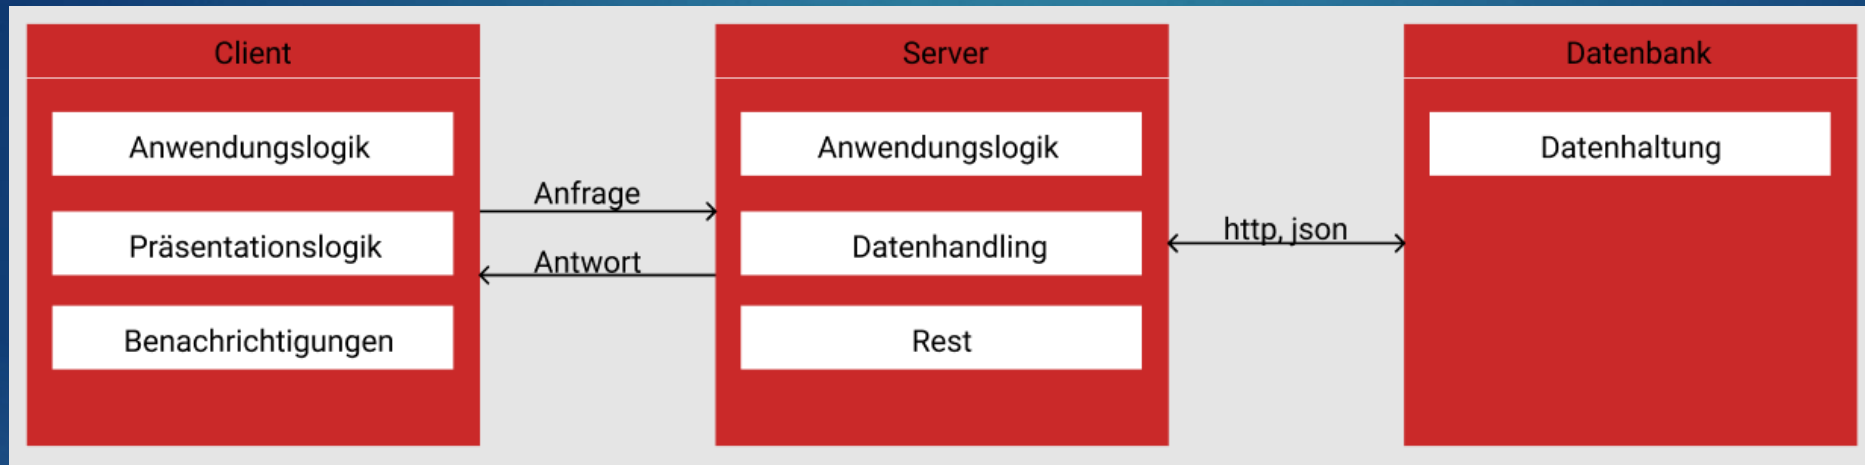 Client
Anwendungslogik
Präsentationslogik
Benachrichtigungen
Anfrage
Antwort
Server
Anwendungslogik
Datenhandling
Rest
http, json
Datenbank
Datenhaltung